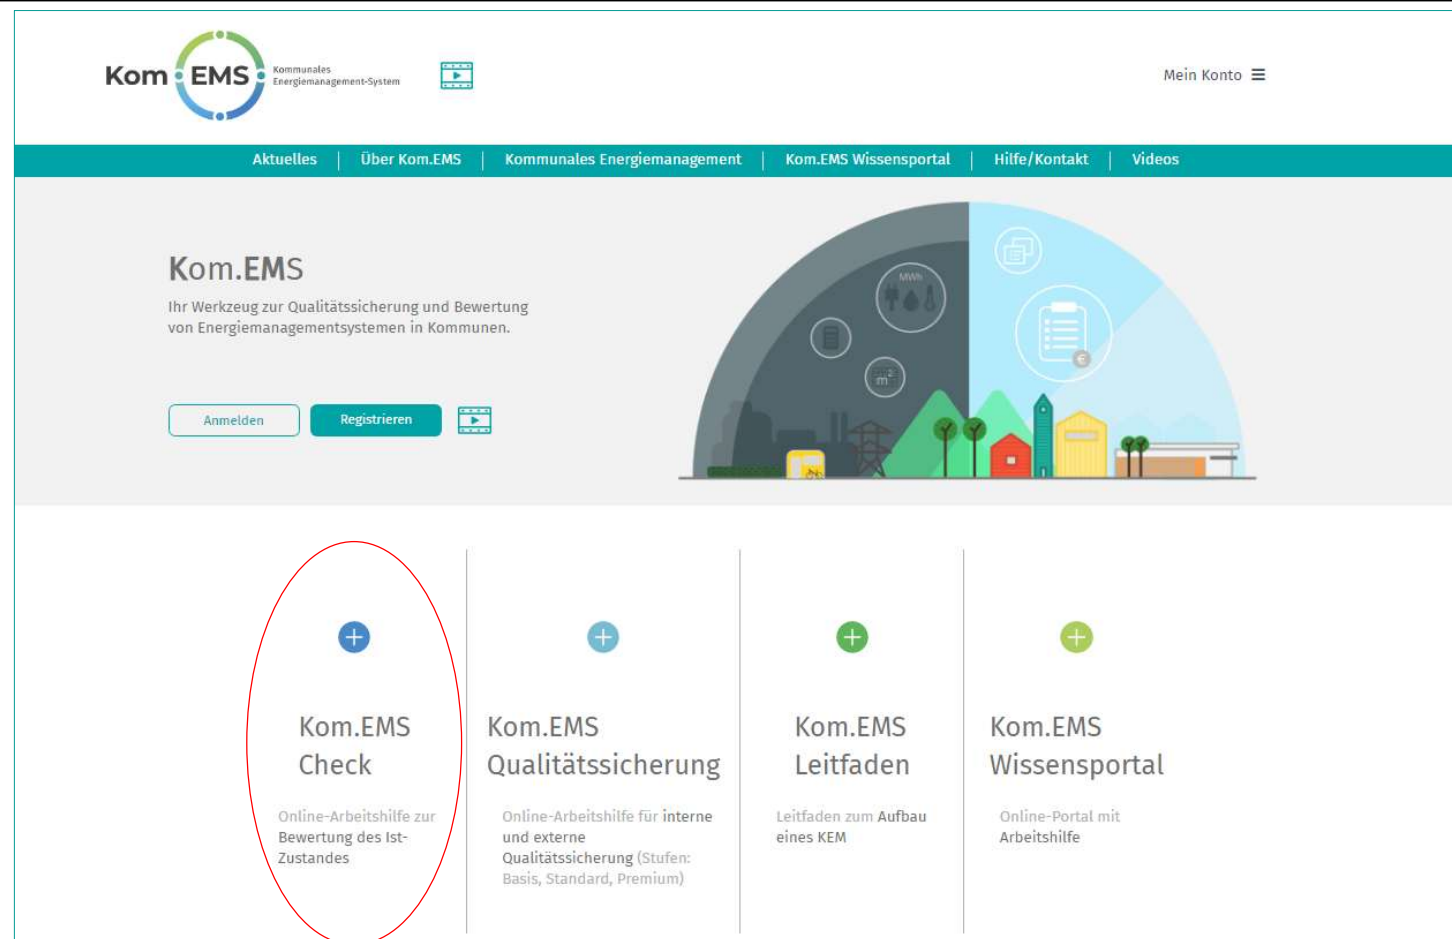 Kom EMS Kommunales
Energiemanagement-System
Mein Konto
Aktuelles Über Kom.EMS Kommunales Energiemanagement Kom.EMS Wissensportal Hilfe/Kontakt Videos
Kom.EMS
Ihr Werkzeug zur Qualitätssicherung und Bewertung
von Energiemanagementsystemen in Kommunen.
Anmelden Registrieren
MWh
m²
€
Kom.EMS
Check
Online-Arbeitshilfe zur
Bewertung des Ist-
Zustandes
Kom.EMS
Qualitätssicherung
Online-Arbeitshilfe für interne
und externe
Qualitätssicherung (Stufen:
Basis, Standard, Premium)
Kom.EMS
Leitfaden
Leitfaden zum Aufbau
eines KEM
Kom.EMS
Wissensportal
Online-Portal mit
Arbeitshilfe